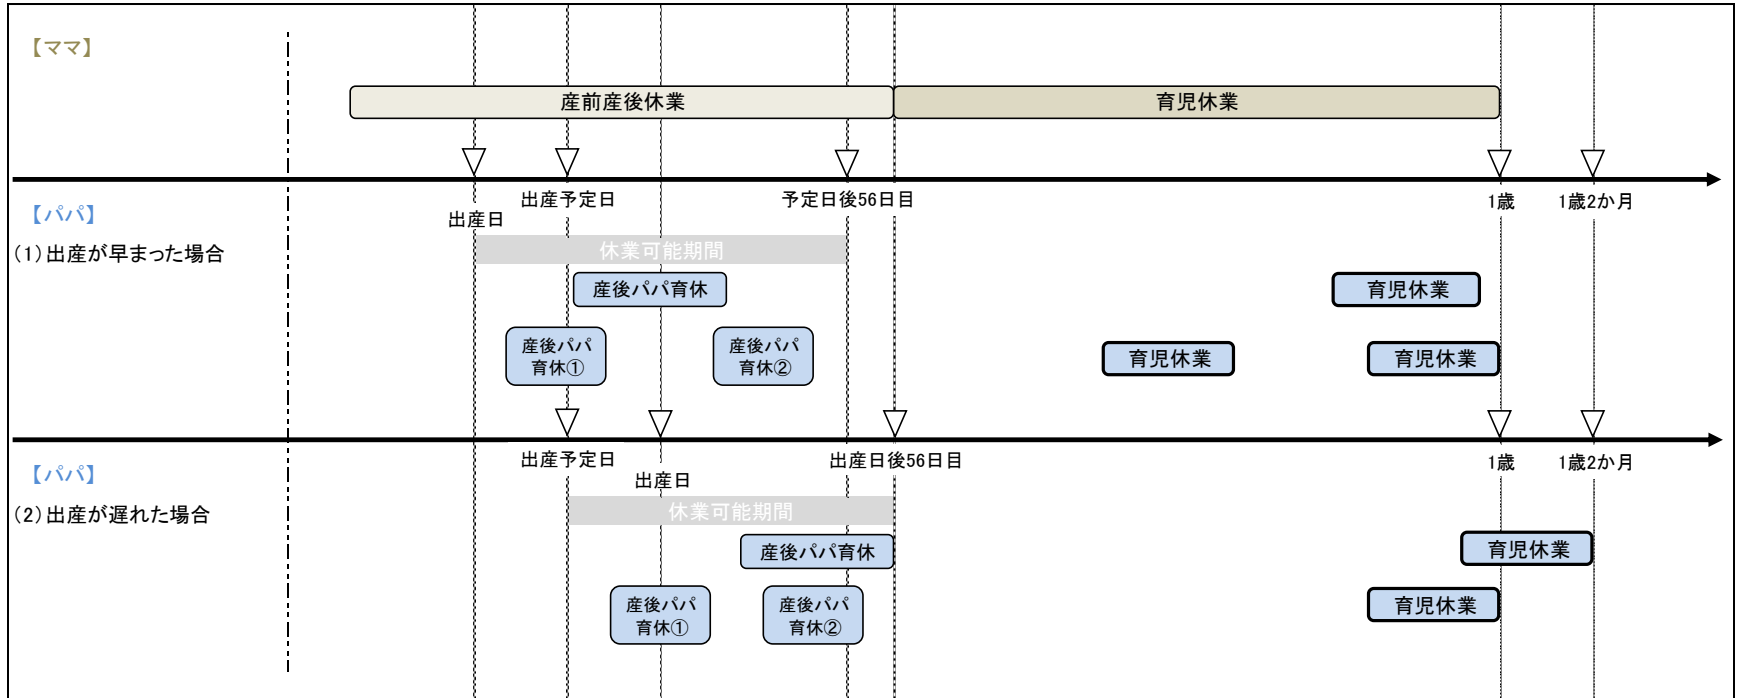 【ママ】
産前産後休業
育児休業
出産予定日
予定日後56日目
1歳
1歳2か月
【パパ】
出産日
(1)出産が早まった場合
休業可能期間
産後パパ育休
育児休業
産後パパ
育休①
産後パパ
育休②
育児休業
育児休業
出産予定日
出産日後56日目
1歳
1歳2か月
【パパ】
出産日
(2)出産が遅れた場合
休業可能期間
産後パパ育休
育児休業
産後パパ
育休①
産後パパ
育休②
育児休業